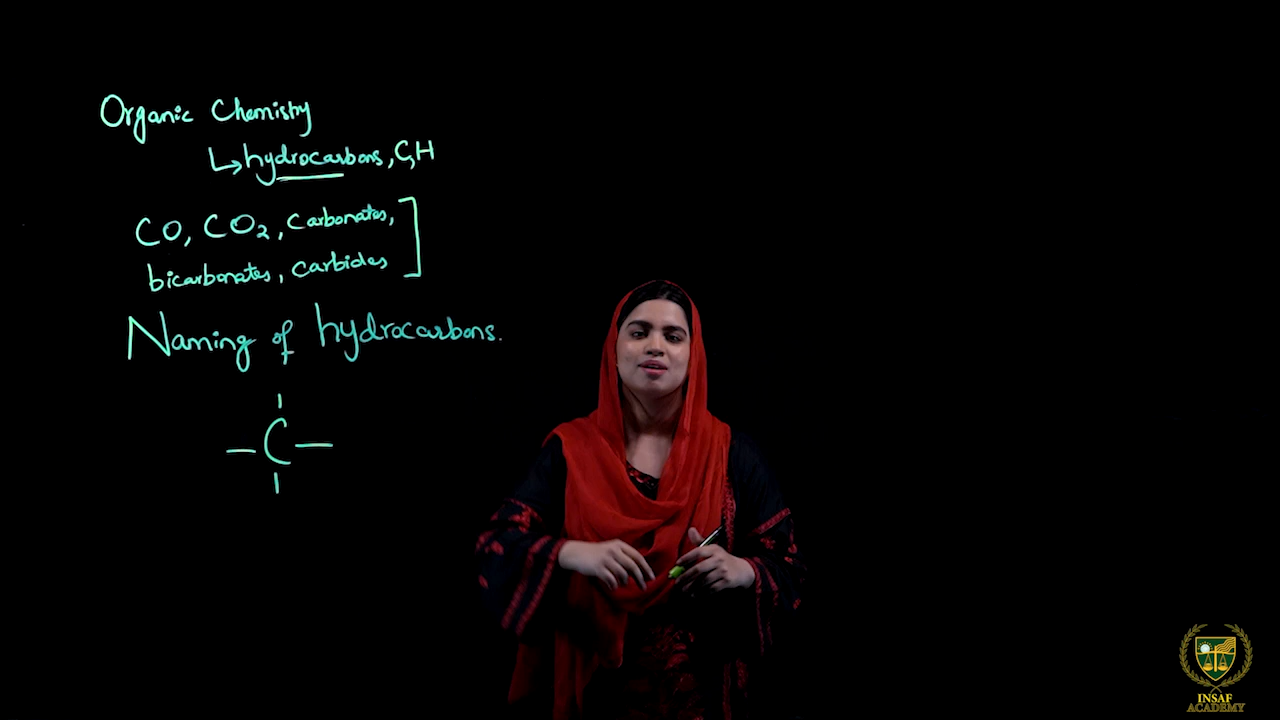 Organic Chemistry
↳ hydrocarbons, C,H
CO, CO₂, Carbonates,
bicarbonates, Carbides
Naming of hydrocarbons.
C
INSAF
ACADEMY